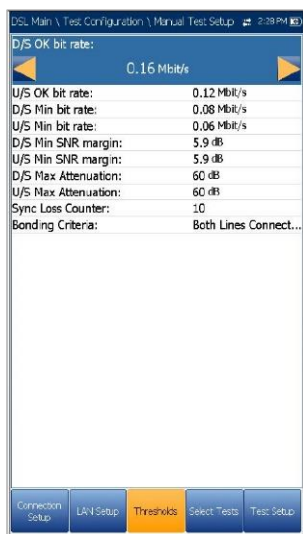 DSL Main \ Test Configuration \ Manual Test Setup 2:28 PM
D/S OK bit rate:
0.16 Mbit/s
U/S OK bit rate: 0.12 Mbit/s
D/S Min bit rate: 0.08 Mbit/s
U/S Min bit rate: 0.06 Mbit/s
D/S Min SNR margin: 5.9 dB
U/S Min SNR margin: 5.9 dB
D/S Max Attenuation: 60 dB
U/S Max Attenuation: 60 dB
Sync Loss Counter: 10
Bonding Criteria: Both Lines Connect...
Connection Setup LAN Setup Thresholds Select Tests Test Setup